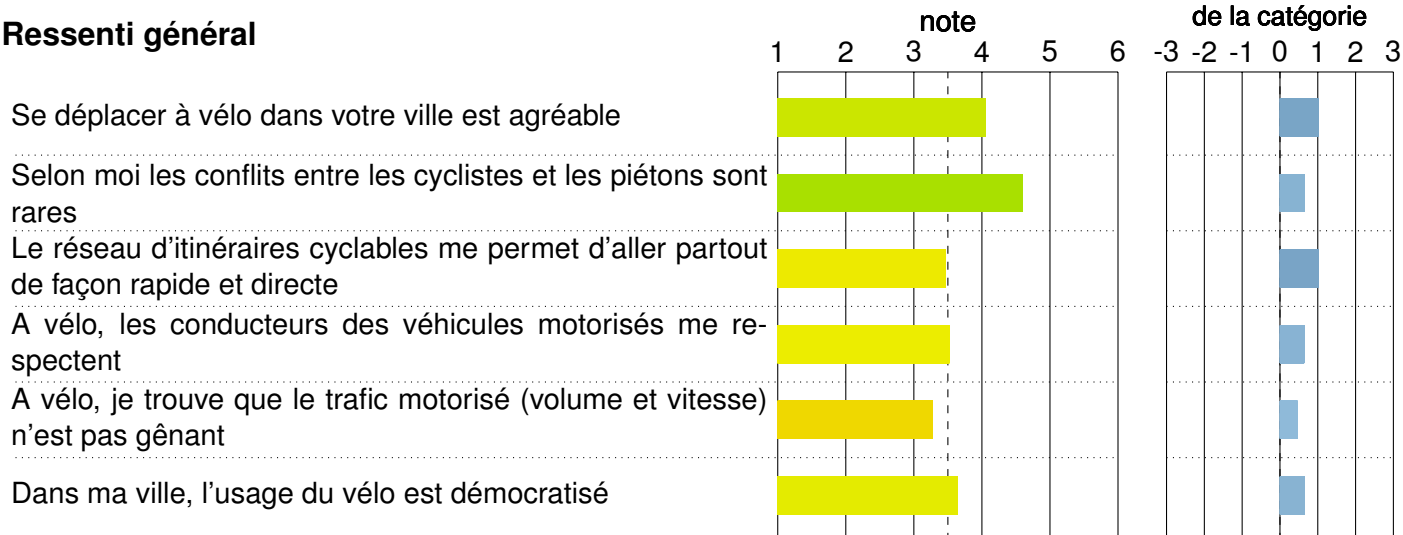 Ressenti général
note
de la catégorie
1 2 3 4 5 6
-3 -2 -1 0 1 2 3
Se déplacer à vélo dans votre ville est agréable
Selon moi les conflits entre les cyclistes et les piétons sont
rares
Le réseau d'itinéraires cyclables me permet d'aller partout
de façon rapide et directe
A vélo, les conducteurs des véhicules motorisés me re-
spectent
A vélo, je trouve que le trafic motorisé (volume et vitesse)
n'est pas gênant
Dans ma ville, l'usage du vélo est démocratisé